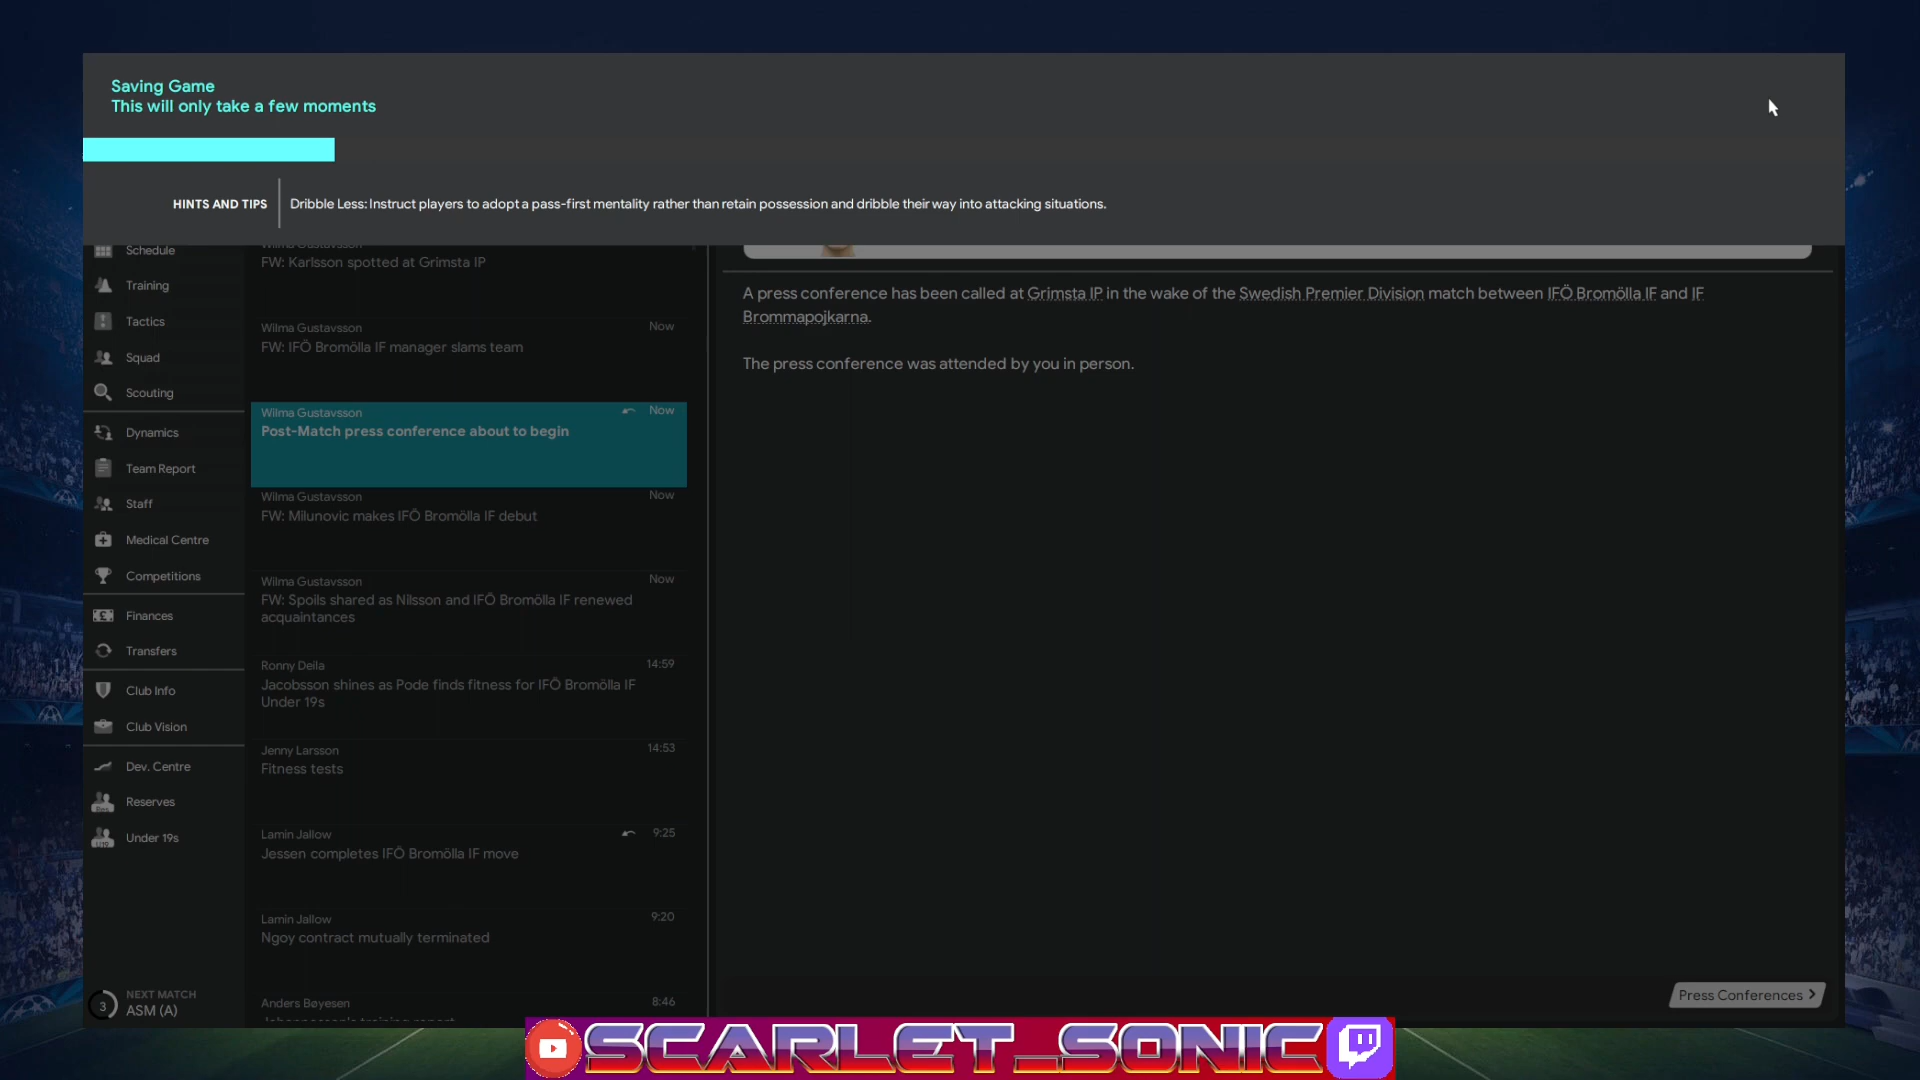 Saving Game
This will only take a few moments
HINTS AND TIPS
Dribble Less: Instruct players to adopt a pass-first mentality rather than retain possession and dribble their way into attacking situations.
Schedule
Training
Tactics
Squad
Scouting
Dynamics
Team Report
Staff
Medical Centre
Competitions
Finances
Transfers
Club Info
Club Vision
Dev. Centre
Reserves
Under 19s
3
NEXT MATCH
ASM (A)
Wilma Gustavsson
FW: Karlsson spotted at Grimsta IP
Wilma Gustavsson Now
FW: IFÖ Bromölla IF manager slams team
Wilma Gustavsson Now
Post-Match press conference about to begin
Wilma Gustavsson Now
FW: Milunovic makes IFÖ Bromölla IF debut
Wilma Gustavsson Now
FW: Spoils shared as Nilsson and IFÖ Bromölla IF renewed
acquaintances
Ronny Deila 14:59
Jacobsson shines as Pode finds fitness for IFÖ Bromölla IF
Under 19s
Jenny Larsson 14:53
Fitness tests
Lamin Jallow 9:25
Jessen completes IFÖ Bromölla IF move
Lamin Jallow 9:20
Ngoy contract mutually terminated
Anders Bøyesen 8:46
A press conference has been called at Grimsta IP in the wake of the Swedish Premier Division match between IFÖ Bromölla IF and IF
Brommapojkarna.
The press conference was attended by you in person.
Press Conferences
SCARLET_SONIC